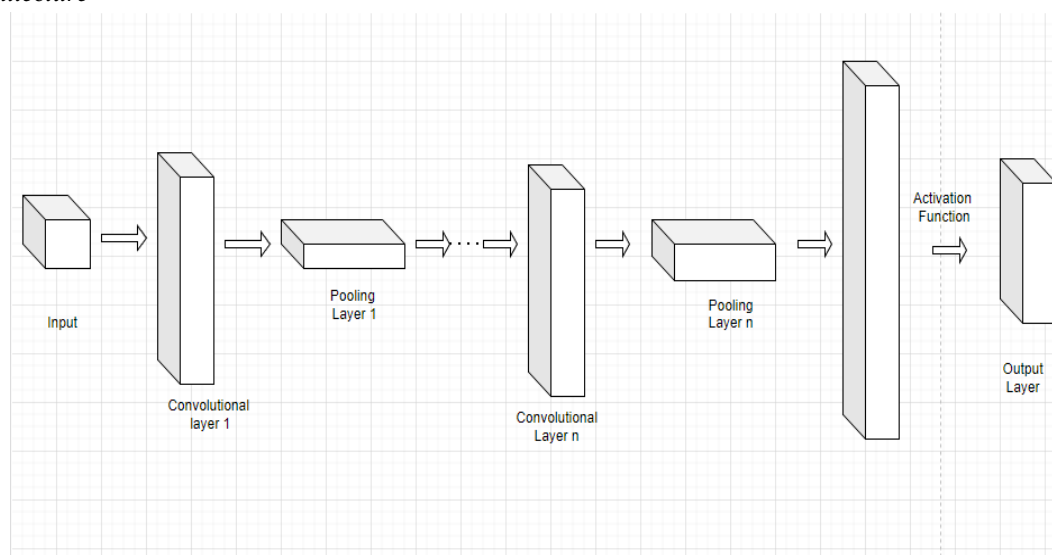 Input
Convolutional
layer 1
Pooling
Layer 1
Convolutional
Layer n
Pooling
Layer n
Activation
Function
Output
Layer